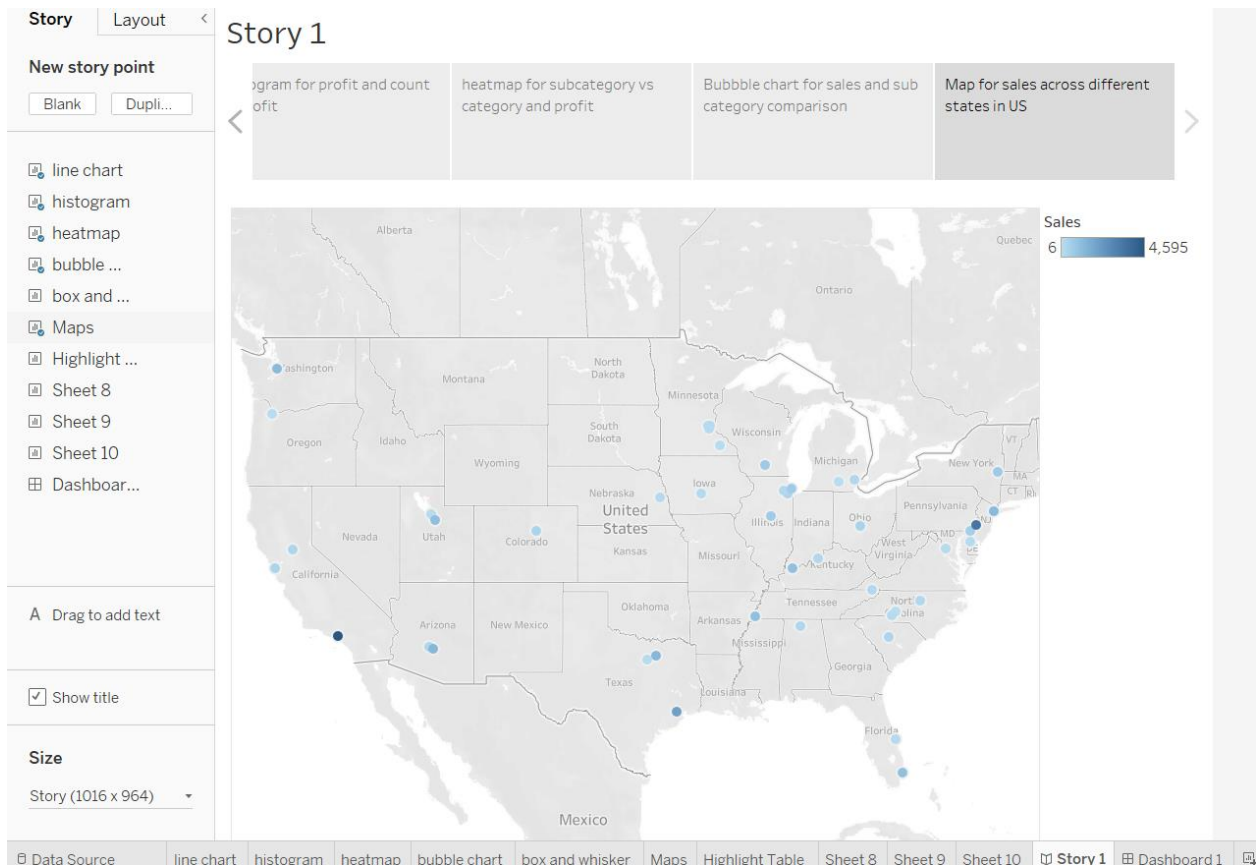 Story
Layout
Story 1
New story point
Blank
Dupli...
ogram for profit and count
ofit
heatmap for subcategory vs
category and profit
Bubbble chart for sales and sub
category comparison
Map for sales across different
states in US
line chart
histogram
heatmap
bubble ...
box and ...
Maps
Highlight ...
Sheet 8
Sheet 9
Sheet 10
Dashboar...
A Drag to add text
Show title
Size
Story (1016 x 964)
Sales
6
4,595
Alberta
Quebec
Ontario
ashington
Montana
North
Dakota
Minnesota
Oregon
Idaho
South
Dakota
Wisconsin
Michigan
VT
New York
MA
CT RI
Wyoming
Iowa
Nebraska
United
States
Illinois
Indiana
Ohio
Pennsylvania
NJ
MD
DE
Nevada
Utah
Colorado
Kansas
Missouri
West
Virginia
Kentucky
California
Oklahoma
Arkansas
Tennessee
Nort
olina
Arizona
New Mexico
Mississippi
Georgia
Texas
Louisiana
Florida
Mexico
Data Source
line chart
histogram
heatmap
bubble chart
box and whisker
Maps
Highlight Table
Sheet 8
Sheet 9
Sheet 10
Story 1
Dashboard 1